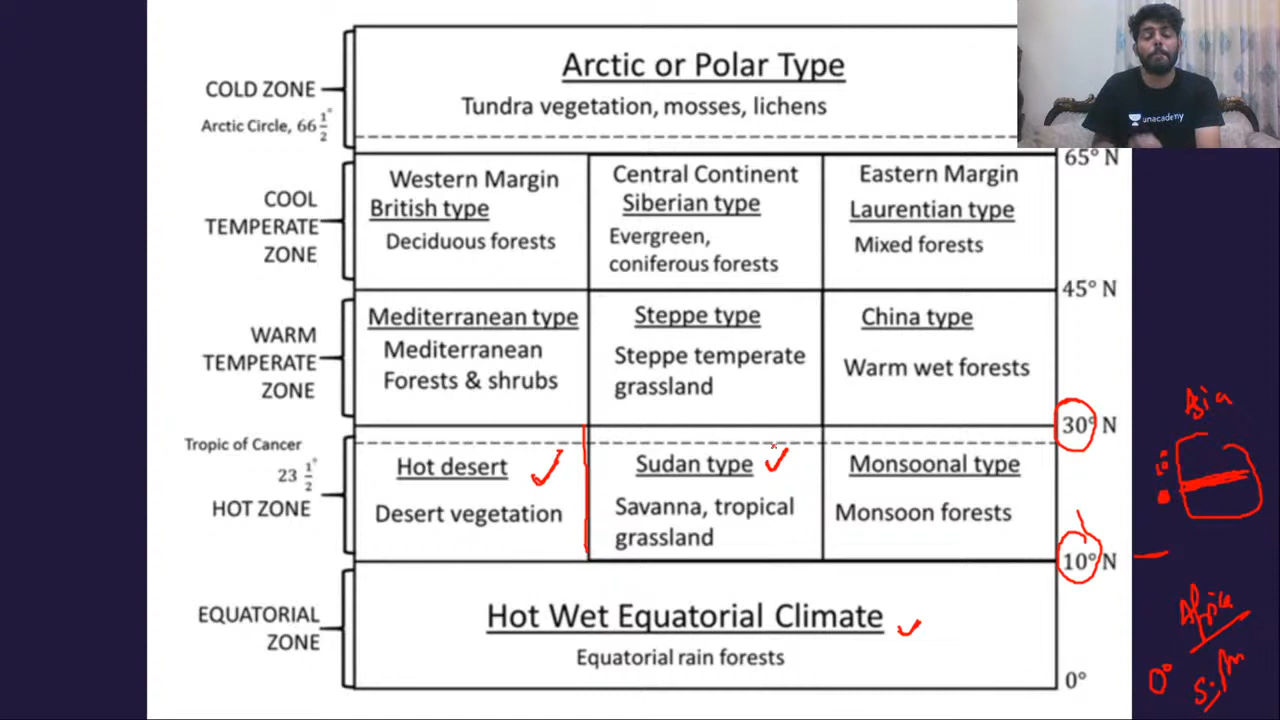 Arctic or Polar Type
Tundra vegetation, mosses, lichens
COLD ZONE
Arctic Circle, 66 1/2°
unacademy
65° N
COOL
TEMPERATE
ZONE
Western Margin
British type
Deciduous forests
Central Continent
Siberian type
Evergreen,
coniferous forests
Eastern Margin
Laurentian type
Mixed forests
45° N
WARM
TEMPERATE
ZONE
Mediterranean type
Mediterranean
Forests & shrubs
Steppe type
Steppe temperate
grassland
China type
Warm wet forests
30° N
Asia
Tropic of Cancer
23 1/2°
HOT ZONE
Hot desert
Desert vegetation
Sudan type
Savanna, tropical
grassland
Monsoonal type
Monsoon forests
10° N
EQUATORIAL
ZONE
Hot Wet Equatorial Climate
Equatorial rain forests
0°
Africa
0°